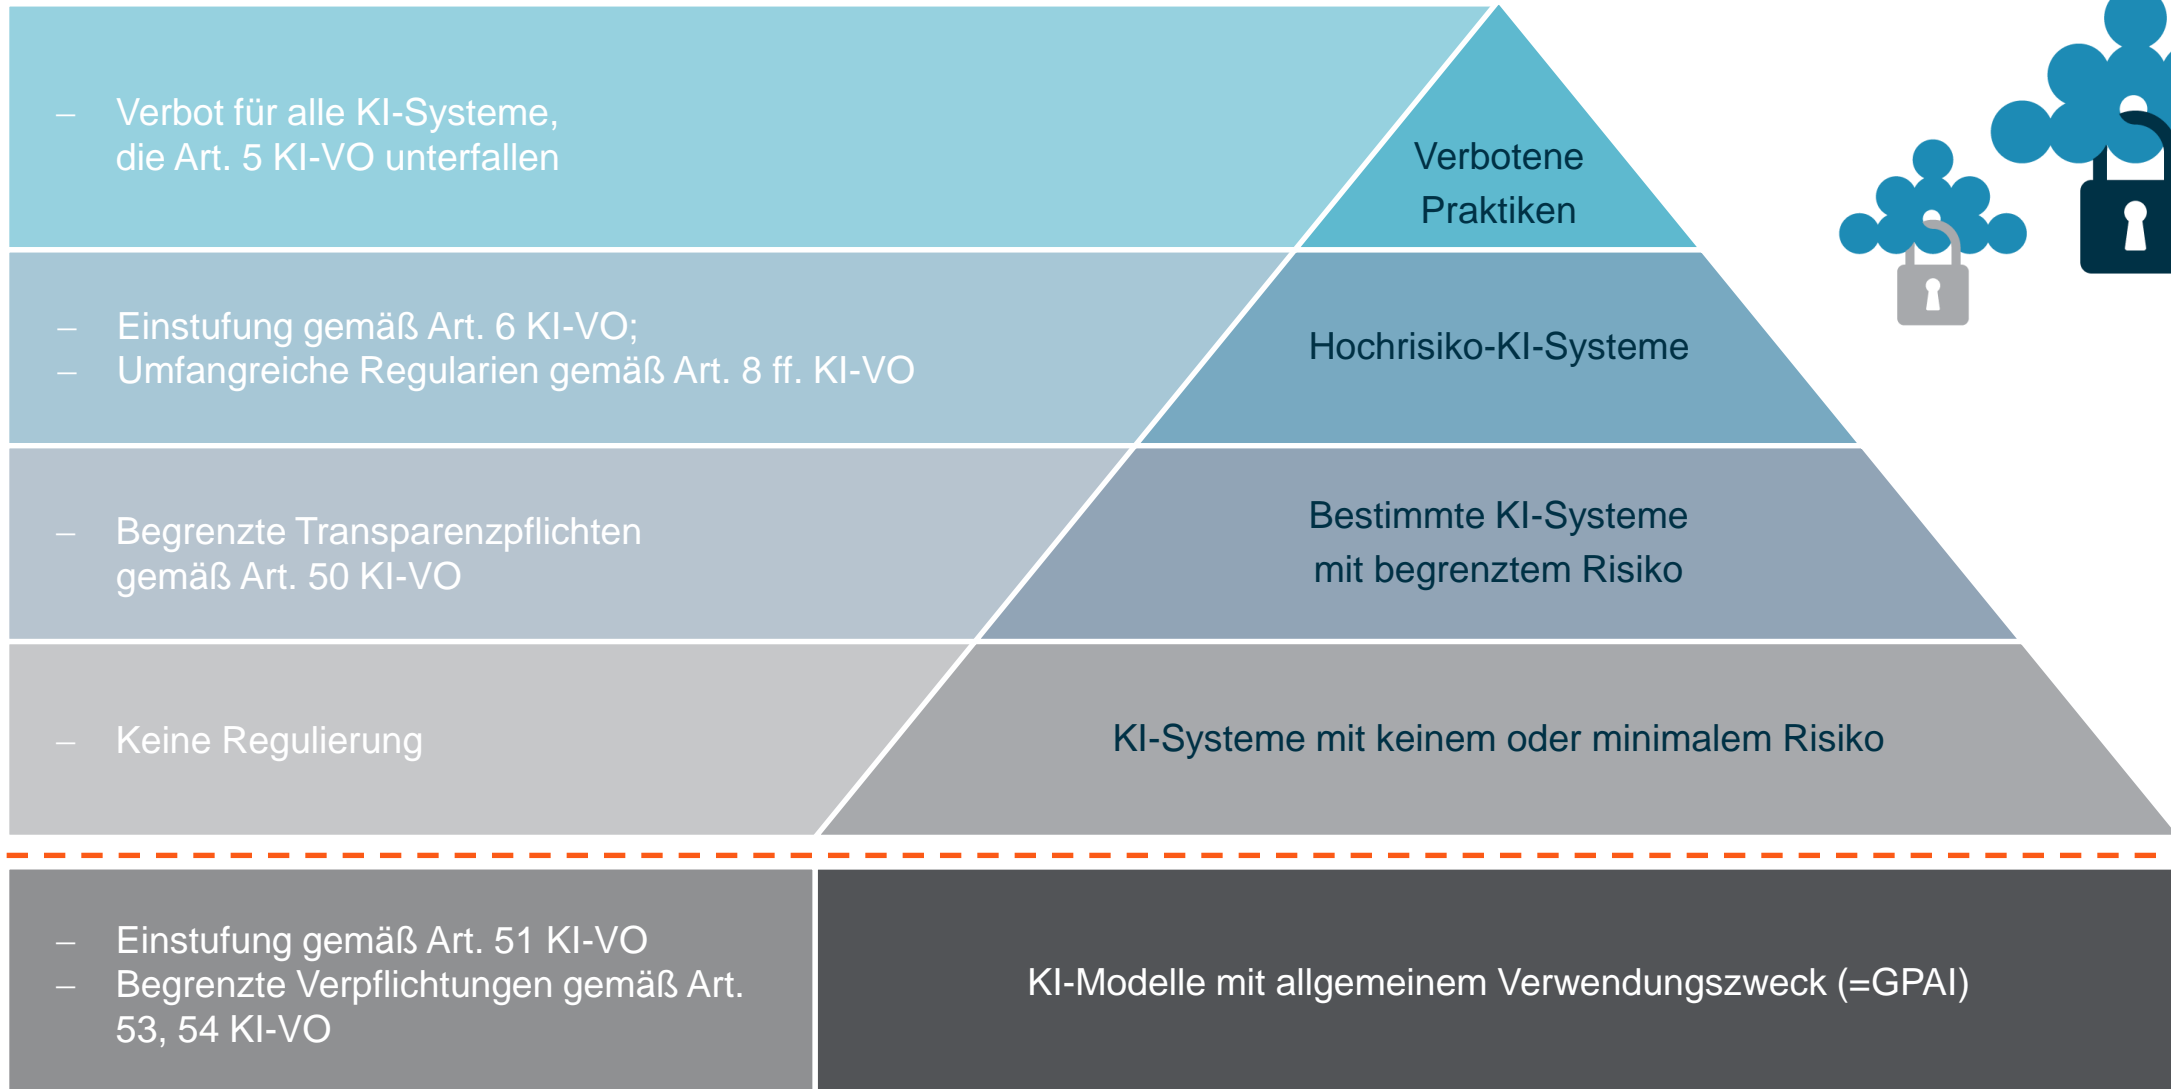 – Verbot für alle KI-Systeme,
die Art. 5 KI-VO unterfallen
Verbotene
Praktiken
– Einstufung gemäß Art. 6 KI-VO;
– Umfangreiche Regularien gemäß Art. 8 ff. KI-VO
Hochrisiko-KI-Systeme
– Begrenzte Transparenzpflichten
gemäß Art. 50 KI-VO
Bestimmte KI-Systeme
mit begrenztem Risiko
– Keine Regulierung
KI-Systeme mit keinem oder minimalem Risiko
– Einstufung gemäß Art. 51 KI-VO
– Begrenzte Verpflichtungen gemäß Art.
53, 54 KI-VO
KI-Modelle mit allgemeinem Verwendungszweck (=GPAI)